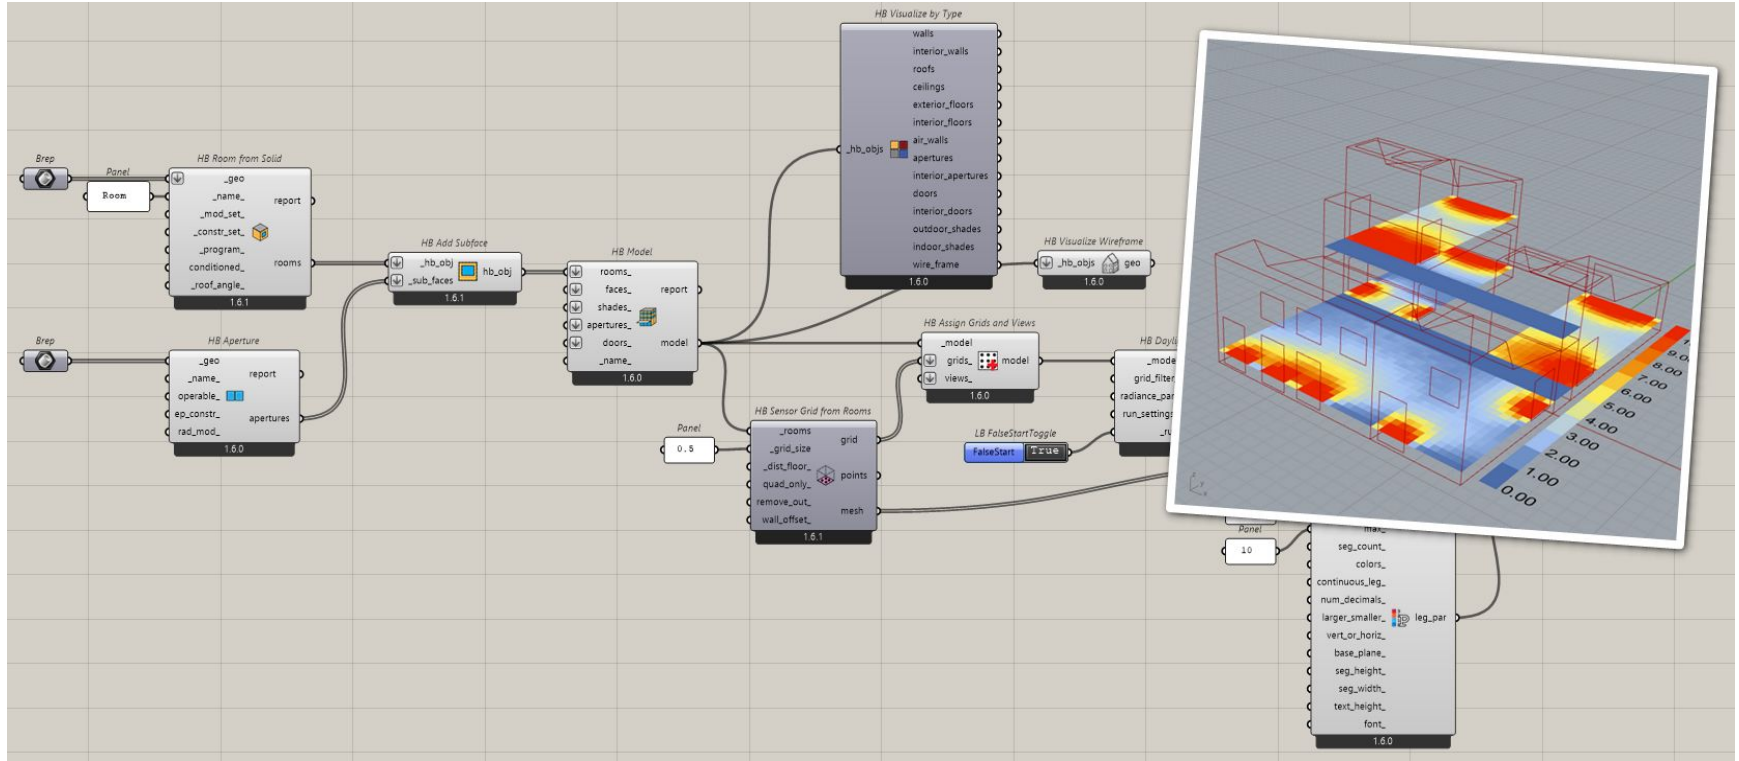 HB Visualize by Type
walls
interior_walls
roofs
ceilings
exterior_floors
interior_floors
air_walls
_hb_objs
apertures
interior_apertures
doors
interior_doors
outdoor_shades
indoor_shades
wire_frame
1.6.0
Brep
Panel
Room
HB Room from Solid
_geo
_name_
report
_mod_set_
_constr_set_
_program_
conditioned_
rooms
_roof_angle_
1.6.1
HB Add Subface
_hb_obj
hb_obj
_sub_faces
1.6.1
HB Model
rooms_
faces_
report
shades_
apertures_
doors_
model
_name_
1.6.0
HB Visualize Wireframe
_hb_objs
geo
1.6.0
Brep
HB Aperture
_geo
report
_name_
operable_
ep_constr_
apertures
rad_mod_
1.6.0
HB Assign Grids and Views
_model
grids_
model
views_
1.6.0
Panel
0.5
HB Sensor Grid from Rooms
_rooms
grid
_grid_size
_dist_floor_
points
quad_only_
remove_out_
mesh
wall_offset_
1.6.1
LB FalseStartToggle
FalseStart
True
HB
grid_filter_
8.00
7.00
6.00
5.00
4.00
3.00
2.00
1.00
0.00
Panel
10
max_
seg_count_
colors_
continuous_leg_
num_decimals_
larger_smaller_
leg_par
vert_or_horiz_
base_plane_
seg_height_
seg_width_
text_height_
font_
1.6.0